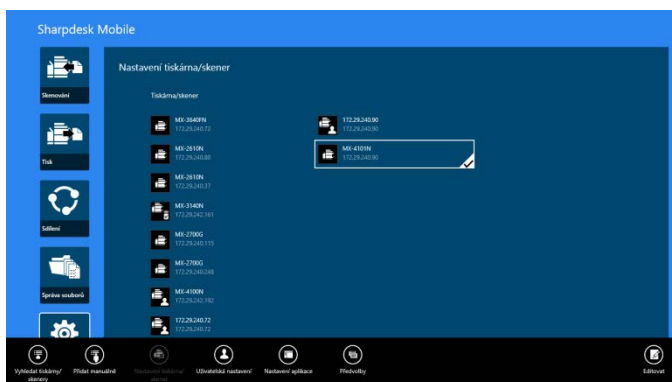 Sharpdesk Mobile
Nastavení tiskárna/skener
Tiskárna/skener
Skenování
Tisk
Sdílení
Správa souborů
MX-3640FN
172.29.240.72
MX-2610N
172.29.240.80
MX-2610N
172.29.240.37
MX-3140N
172.29.242.161
MX-2700G
172.29.240.115
MX-2700G
172.29.240.248
MX-4100N
172.29.242.192
172.29.240.72
172.29.240.72
172.29.240.90
172.29.240.90
MX-4101N
172.29.240.90
Vyhledat tiskárny/
skenery
Přidat manuálně
Nastavení tiskárna/
skener
Uživatelská nastavení
Nastavení aplikace
Předvolby
Editovat